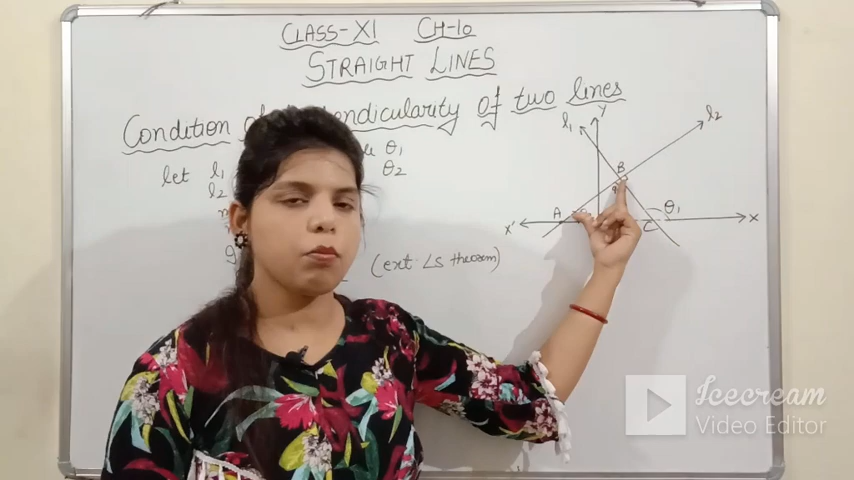 CLASS-XI CH-10
STRAIGHT LINES
Condition of of two lines
let l₁ θ₁
l₂ θ₂
(ext ∠s theorem)
l₁ Y l₂
B
A θ₁
X' C X
Icecream
Video Editor